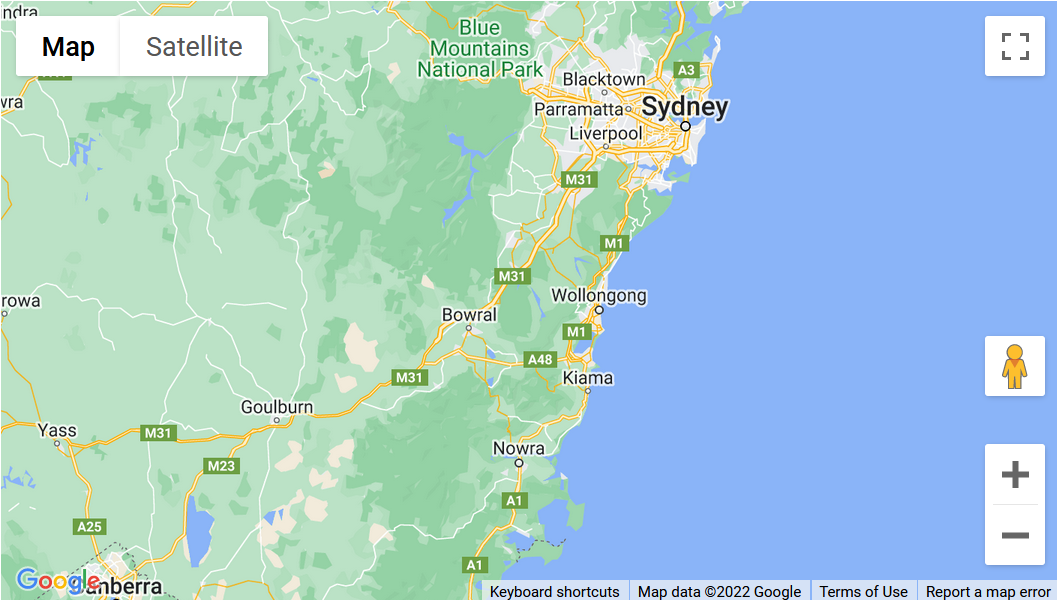 ndra
Map
Satellite
Blue
Mountains
National Park
A3
Blacktown
wra
Parramatta
Sydney
Liverpool
M31
M1
M31
Wollongong
rowa
Bowral
M1
A48
M31
Kiama
Goulburn
Yass
M31
Nowra
M23
A1
A25
A1
Google
anberra
Keyboard shortcuts
Map data ©2022 Google
Terms of Use
Report a map error